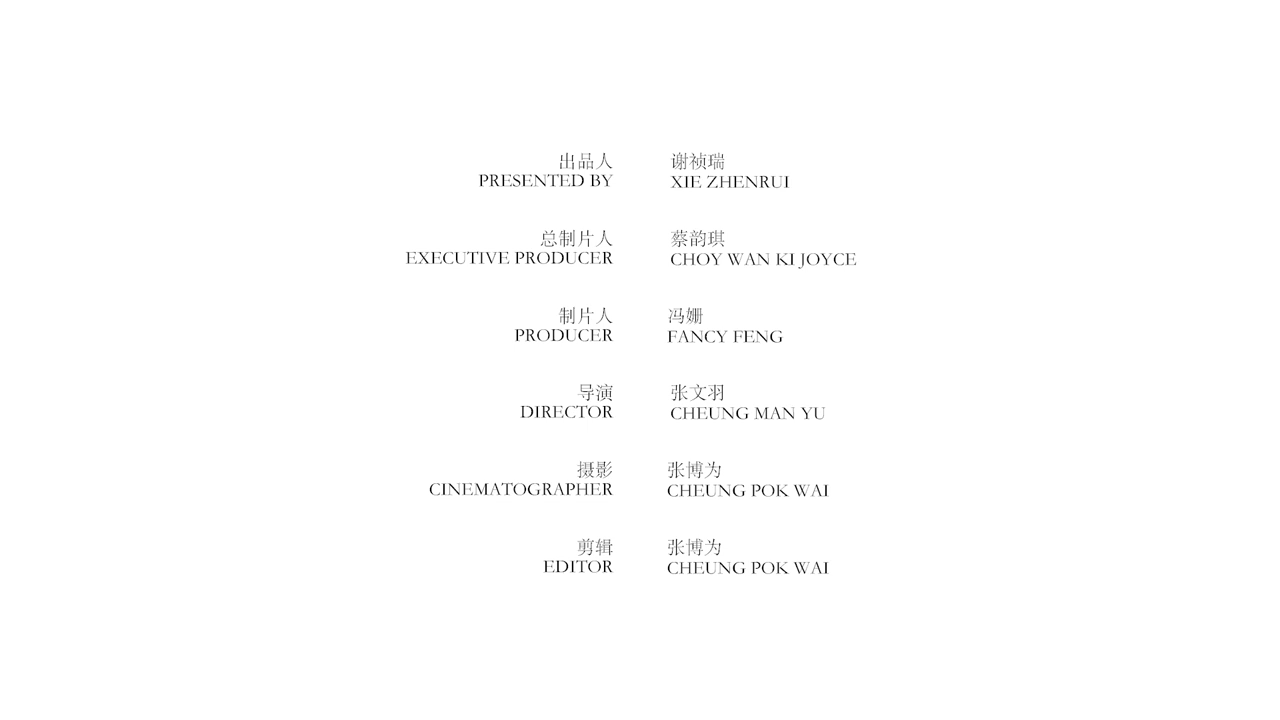 出品人 谢祯瑞
PRESENTED BY XIE ZHENRUI
总制片人 蔡韵琪
EXECUTIVE PRODUCER CHOY WAN KI JOYCE
制片人 冯姗
PRODUCER FANCY FENG
导演 张文羽
DIRECTOR CHEUNG MAN YU
摄影 张博为
CINEMATOGRAPHER CHEUNG POK WAI
剪辑 张博为
EDITOR CHEUNG POK WAI